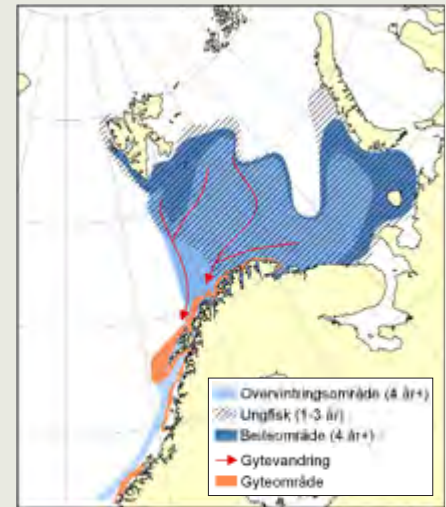 Overvintringsområde (4 år+)
Ungfisk (1-3 år)
Beiteområde (4 år+)
Gytevandring
Gyteområde